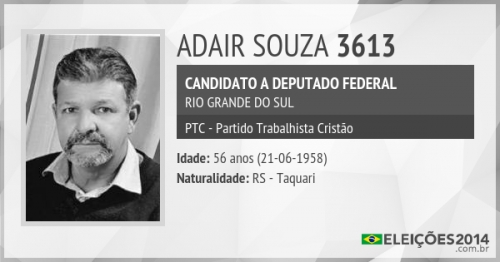 ADAIR SOUZA 3613
CANDIDATO A DEPUTADO FEDERAL
RIO GRANDE DO SUL
PTC - Partido Trabalhista Cristão
Idade: 56 anos (21-06-1958)
Naturalidade: RS - Taquari
ELEIÇÕES2014
.com.br